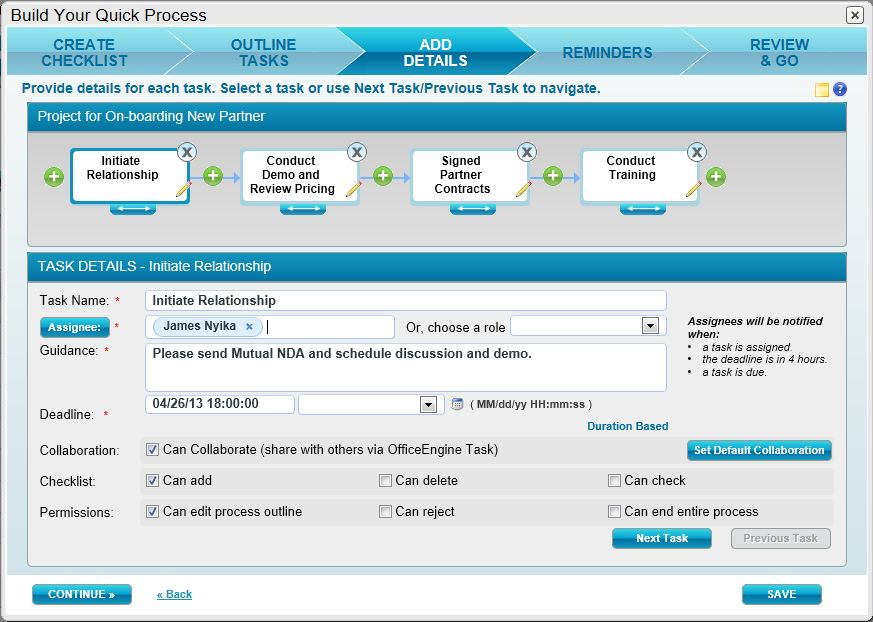 Build Your Quick Process
CREATE CHECKLIST
OUTLINE TASKS
ADD DETAILS
REMINDERS
REVIEW & GO
Provide details for each task. Select a task or use Next Task/Previous Task to navigate.
Project for On-boarding New Partner
Initiate
Relationship
Conduct
Demo and
Review Pricing
Signed
Partner
Contracts
Conduct
Training
TASK DETAILS - Initiate Relationship
Task Name: * Initiate Relationship
Assignee: * James Nyika × Or, choose a role
Guidance: * Please send Mutual NDA and schedule discussion and demo.
Assignees will be notified
when:
• a task is assigned.
• the deadline is in 4 hours.
• a task is due.
Deadline: * 04/26/13 18:00:00 ( MM/dd/yy HH:mm:ss )
Duration Based
Collaboration: Can Collaborate (share with others via OfficeEngine Task) Set Default Collaboration
Checklist: Can add Can delete Can check
Permissions: Can edit process outline Can reject Can end entire process
Next Task Previous Task
CONTINUE » « Back SAVE